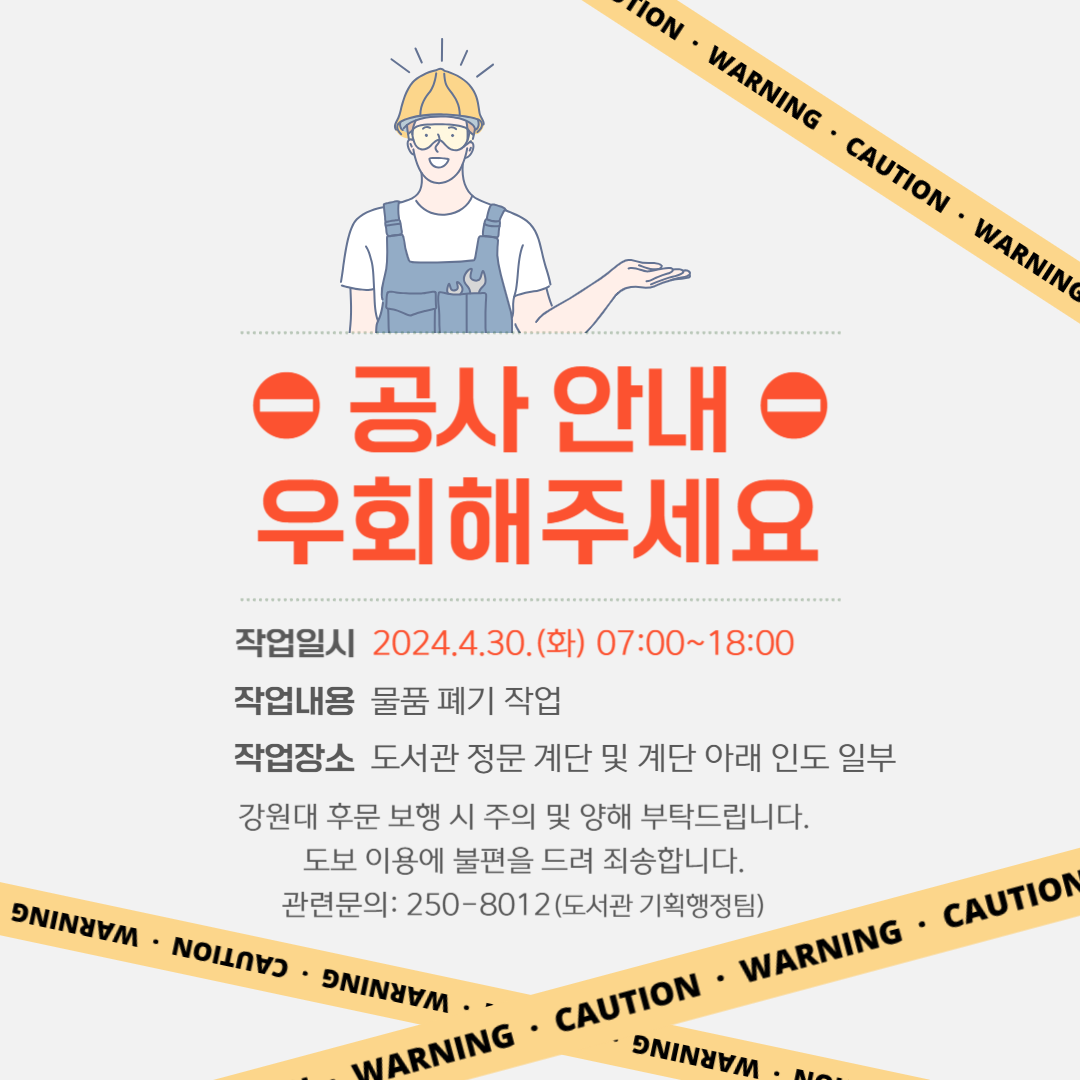 CAUTION · WARNING · CAUTION · WARNING
공사 안내
우회해주세요
작업일시 2024.4.30.(화) 07:00~18:00
작업내용 물품 폐기 작업
작업장소 도서관 정문 계단 및 계단 아래 인도 일부
강원대 후문 보행 시 주의 및 양해 부탁드립니다.
도보 이용에 불편을 드려 죄송합니다.
관련문의: 250-8012(도서관 기획행정팀)
WARNING · CAUTION · WARNING ·
WARNING ·
· WARNING · CAUTION · WARNING · CAUTION